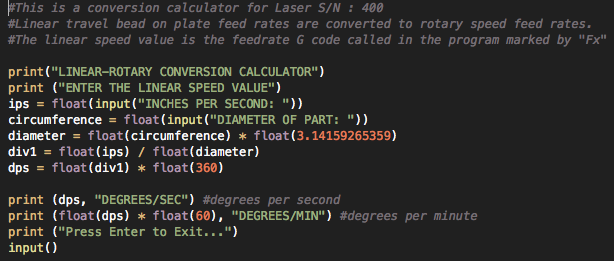 #This is a conversion calculator for Laser S/N : 400
#Linear travel bead on plate feed rates are converted to rotary speed feed rates.
#The linear speed value is the feedrate G code called in the program marked by "Fx"
print("LINEAR—ROTARY CONVERSION CALCULATOR")
print ("ENTER THE LINEAR SPEED VALUE")
ips = float(input("INCHES PER SECOND: "))
circumference = float(input("DIAMETER OF PART: "))
diameter = float(circumference) * float(3.14159265359)
div1 = float(ips) / float(diameter)
dps = float(div1) * float(360)
print (dps, "DEGREES/SEC") #degrees per second
print (float(dps) * float(60), "DEGREES/MIN") #degrees per minute
print ("Press Enter to Exit...")
input()